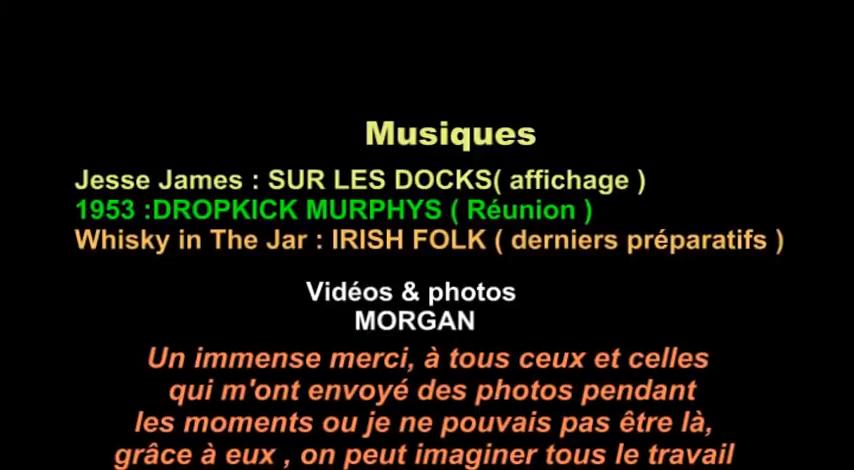 Musiques
Jesse James : SUR LES DOCKS( affichage )
1953 :DROPKICK MURPHYS ( Réunion )
Whisky in The Jar : IRISH FOLK ( derniers préparatifs )
Vidéos & photos
MORGAN
Un immense merci, à tous ceux et celles
qui m'ont envoyé des photos pendant
les moments ou je ne pouvais pas être là,
grâce à eux , on peut imaginer tous le travail